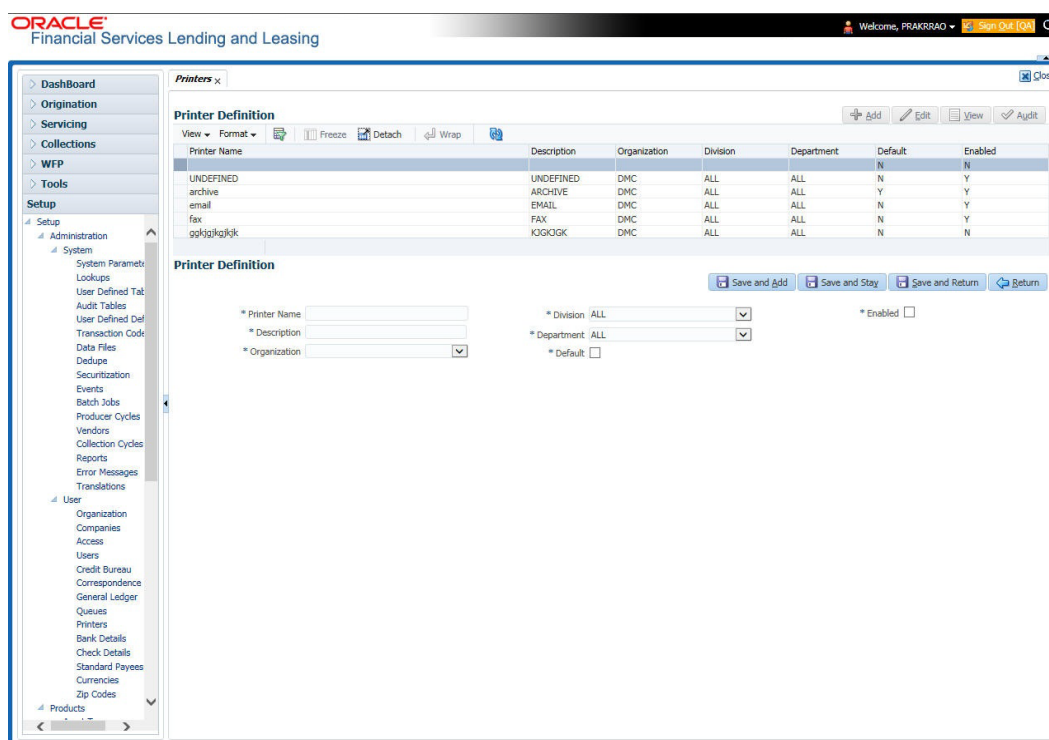 ORACLE
Financial Services Lending and Leasing
Welcome, PRAKRRAO
Sign Out [QA]
DashBoard
Origination
Servicing
Collections
WFP
Tools
Setup
Setup
Administration
System
System Paramete
Lookups
User Defined Tab
Audit Tables
User Defined Def
Transaction Code
Data Files
Dedupe
Securitization
Events
Batch Jobs
Producer Cycles
Vendors
Collection Cycles
Reports
Error Messages
Translations
User
Organization
Companies
Access
Users
Credit Bureau
Correspondence
General Ledger
Queues
Printers
Bank Details
Check Details
Standard Payees
Currencies
Zip Codes
Products
Printers x
Clos
Printer Definition
Add Edit View Audit
View Format Freeze Detach Wrap
Printer Name Description Organization Division Department Default Enabled
N N
UNDEFINED UNDEFINED DMC ALL ALL N Y
archive ARCHIVE DMC ALL ALL Y Y
email EMAIL DMC ALL ALL N Y
fax FAX DMC ALL ALL N Y
DMC ALL ALL N N
Printer Definition
Save and Add Save and Stay Save and Return Return
* Printer Name
* Description
* Organization
* Division ALL
* Department ALL
* Default
* Enabled